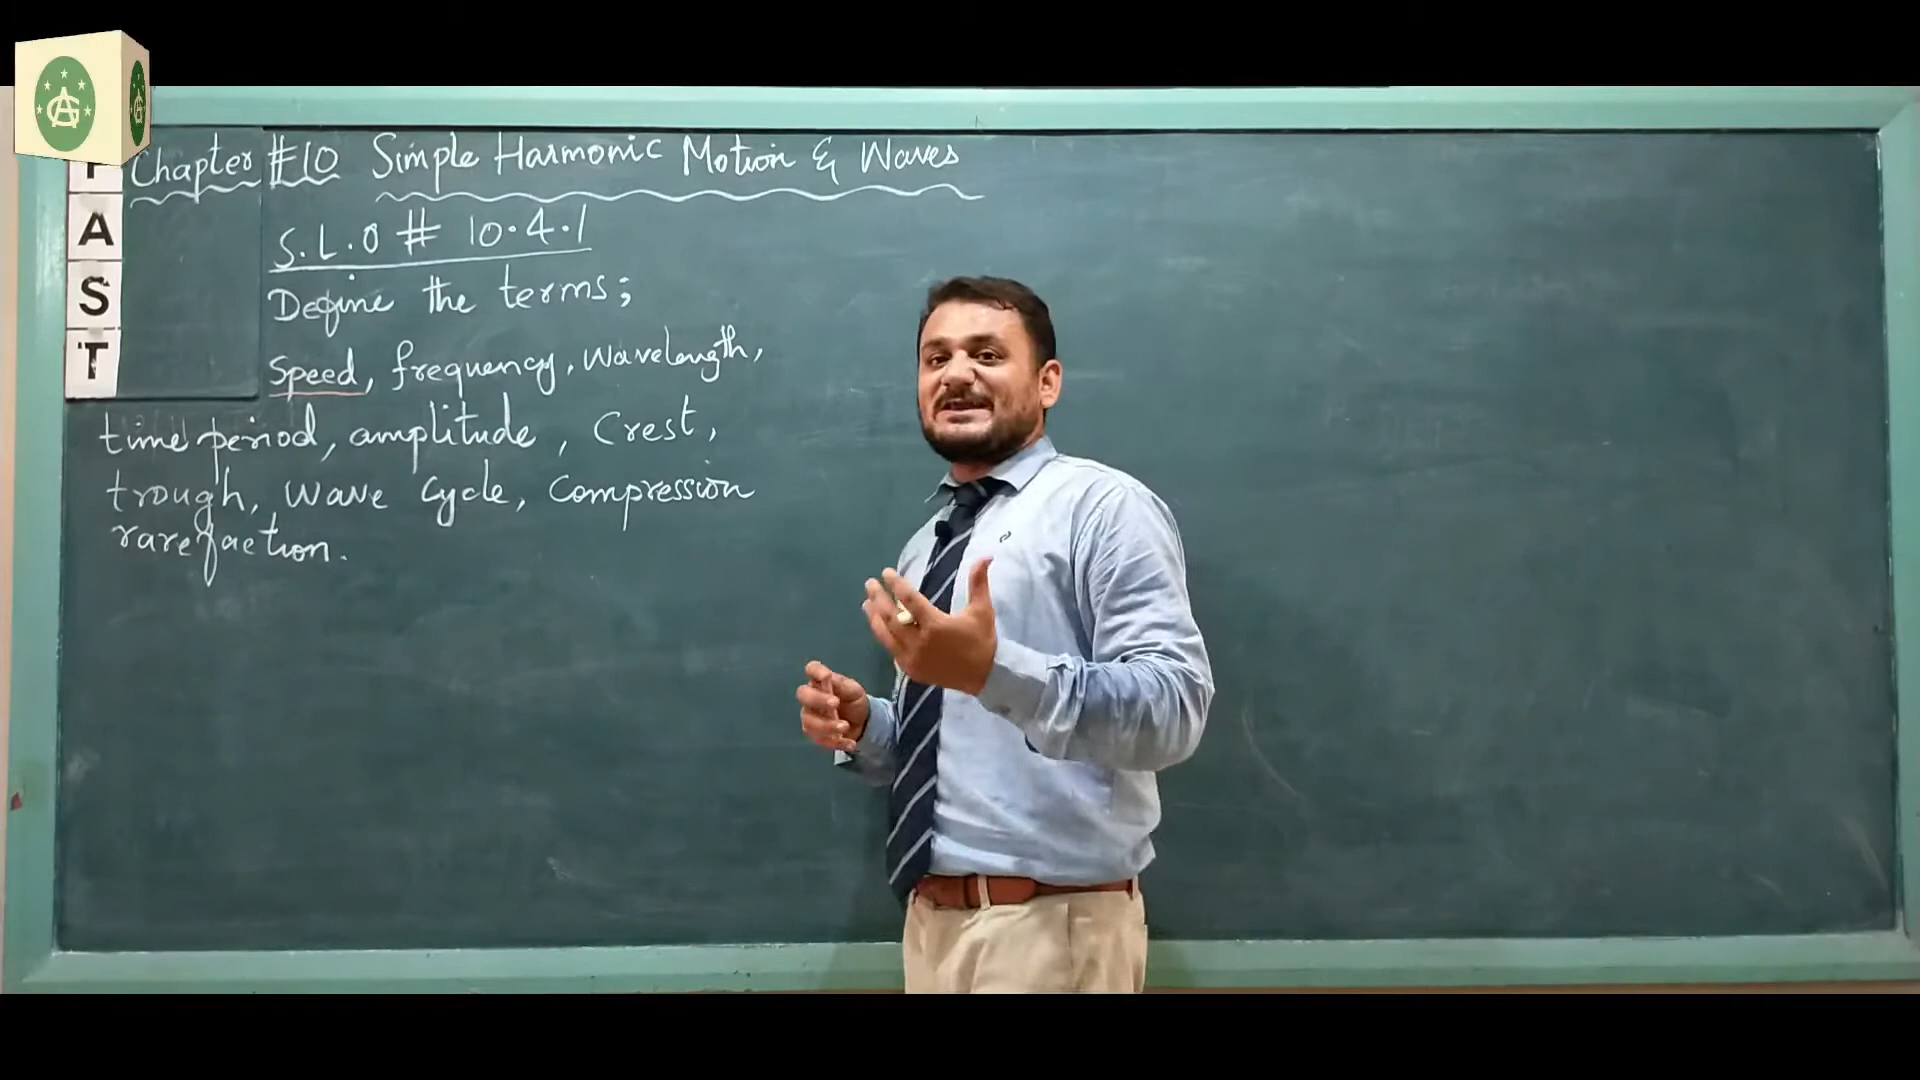 Chapter #10 Simple Harmonic Motion & Waves
S.L.O # 10.4.1
Define the terms;
Speed, frequency, wavelength,
time period, amplitude, Crest,
trough, wave cycle, Compression
rarefaction.
F
A
S
T